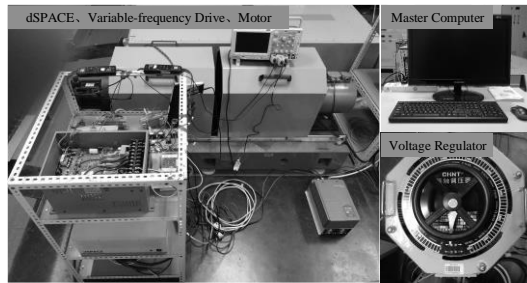 dSPACE、Variable-frequency Drive、Motor
Master Computer
Voltage Regulator
CHNT